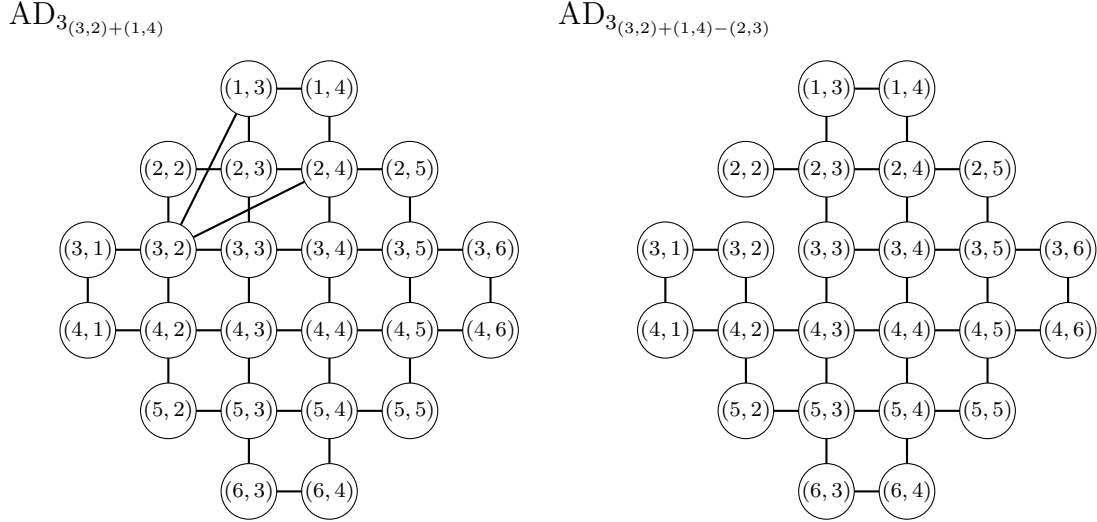 AD₃₍₃,₂₎₊₍₁,₄₎ AD₃₍₃,₂₎₊₍₁,₄₎₋₍₂,₃₎
(1, 3) (1, 4) (1, 3) (1, 4)
(2, 2) (2, 3) (2, 4) (2, 5) (2, 2) (2, 3) (2, 4) (2, 5)
(3, 1) (3, 2) (3, 3) (3, 4) (3, 5) (3, 6) (3, 1) (3, 2) (3, 3) (3, 4) (3, 5) (3, 6)
(4, 1) (4, 2) (4, 3) (4, 4) (4, 5) (4, 6) (4, 1) (4, 2) (4, 3) (4, 4) (4, 5) (4, 6)
(5, 2) (5, 3) (5, 4) (5, 5) (5, 2) (5, 3) (5, 4) (5, 5)
(6, 3) (6, 4) (6, 3) (6, 4)